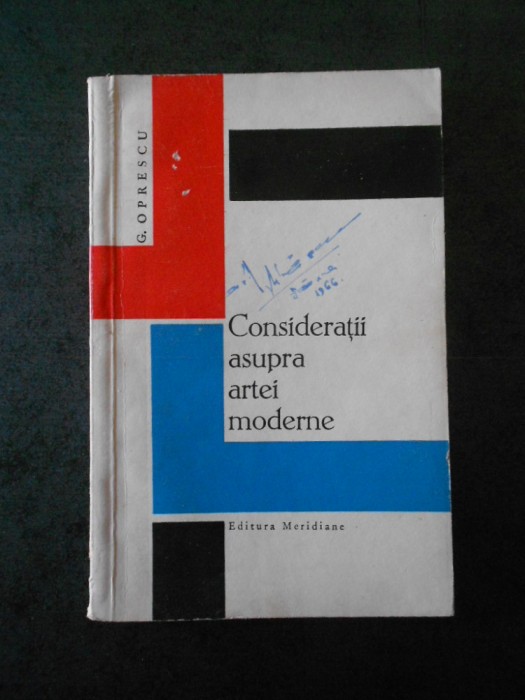 G. OPRESCU
1966.
Considerații
asupra
artei
moderne
Editura Meridiane